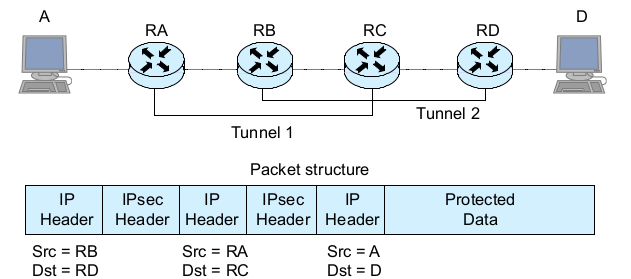 A D
RA RB RC RD
Tunnel 1
Tunnel 2
Packet structure
IP Header IPsec Header IP Header IPsec Header IP Header Protected Data
Src = RB Src = RA Src = A
Dst = RD Dst = RC Dst = D